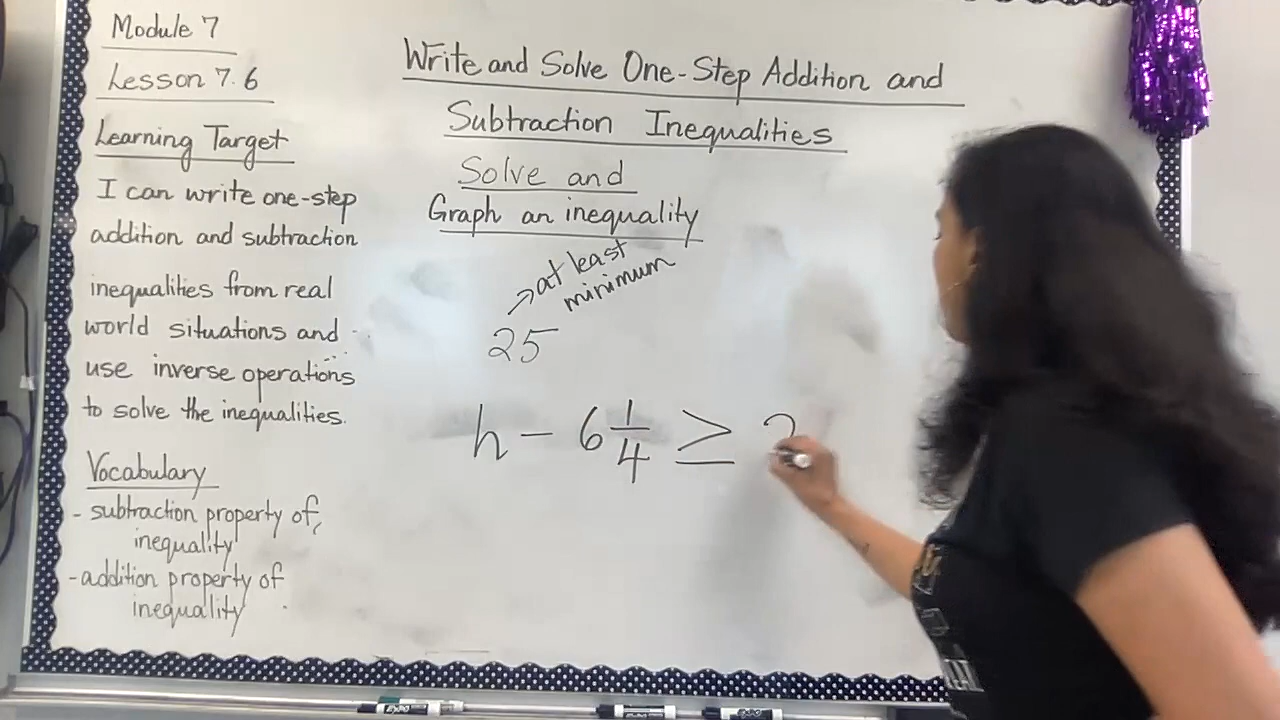 Module 7
Lesson 7.6
Learning Target
I can write one-step
addition and subtraction
inequalities from real
world situations and
use inverse operations
to solve the inequalities.
Vocabulary
- subtraction property of
inequality
- addition property of
inequality
Write and Solve One-Step Addition and
Subtraction Inequalities
Solve and
Graph an inequality
→ at least
minimum
25
h - 6 1/4 ≥
EXPO
EXPO
EXPO